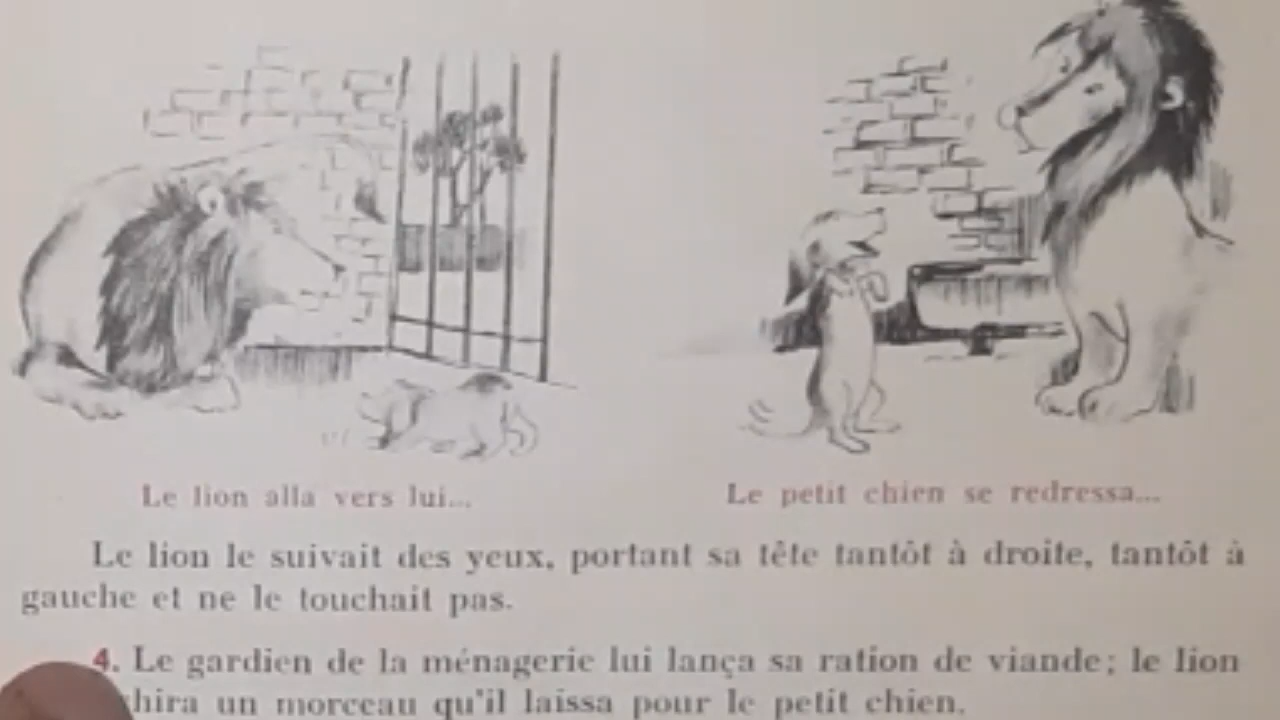 Le lion alla vers lui...
Le petit chien se redressa...
Le lion le suivait des yeux, portant sa tête tantôt à droite, tantôt à
gauche et ne le touchait pas.
4. Le gardien de la ménagerie lui lança sa ration de viande; le lion
un morceau qu'il laissa pour le petit chien.